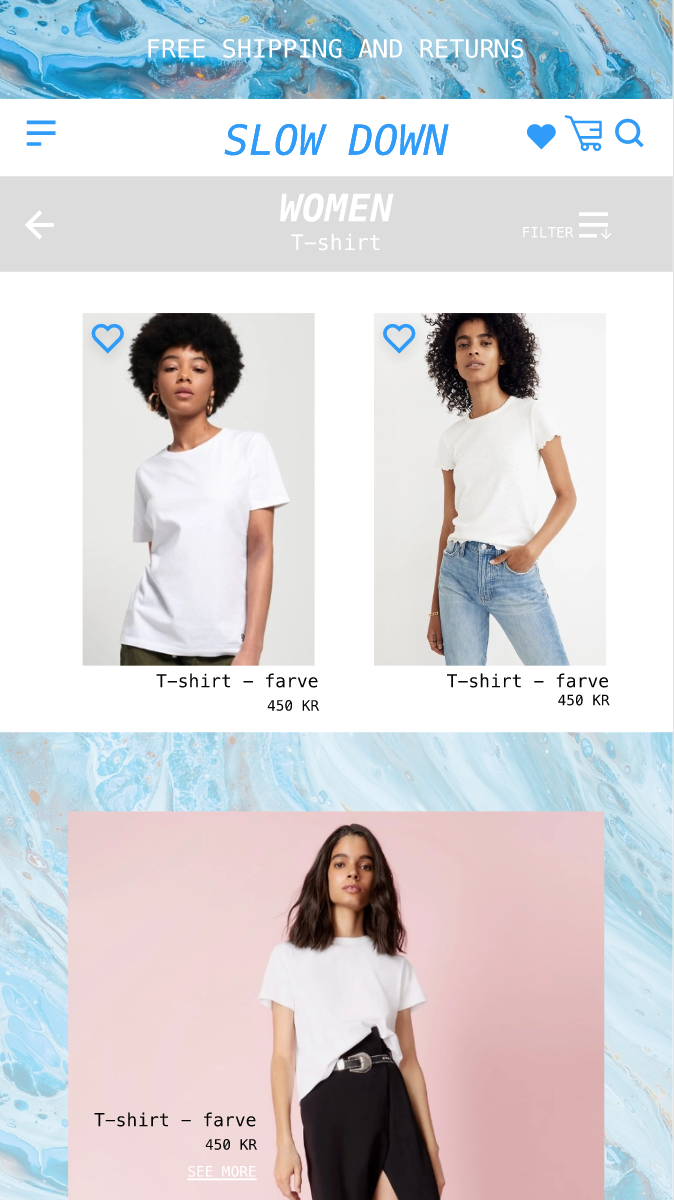 FREE SHIPPING AND RETURNS
SLOW DOWN
WOMEN
T-shirt
FILTER
T-shirt - farve
450 KR
T-shirt - farve
450 KR
T-shirt - farve
450 KR
SEE MORE